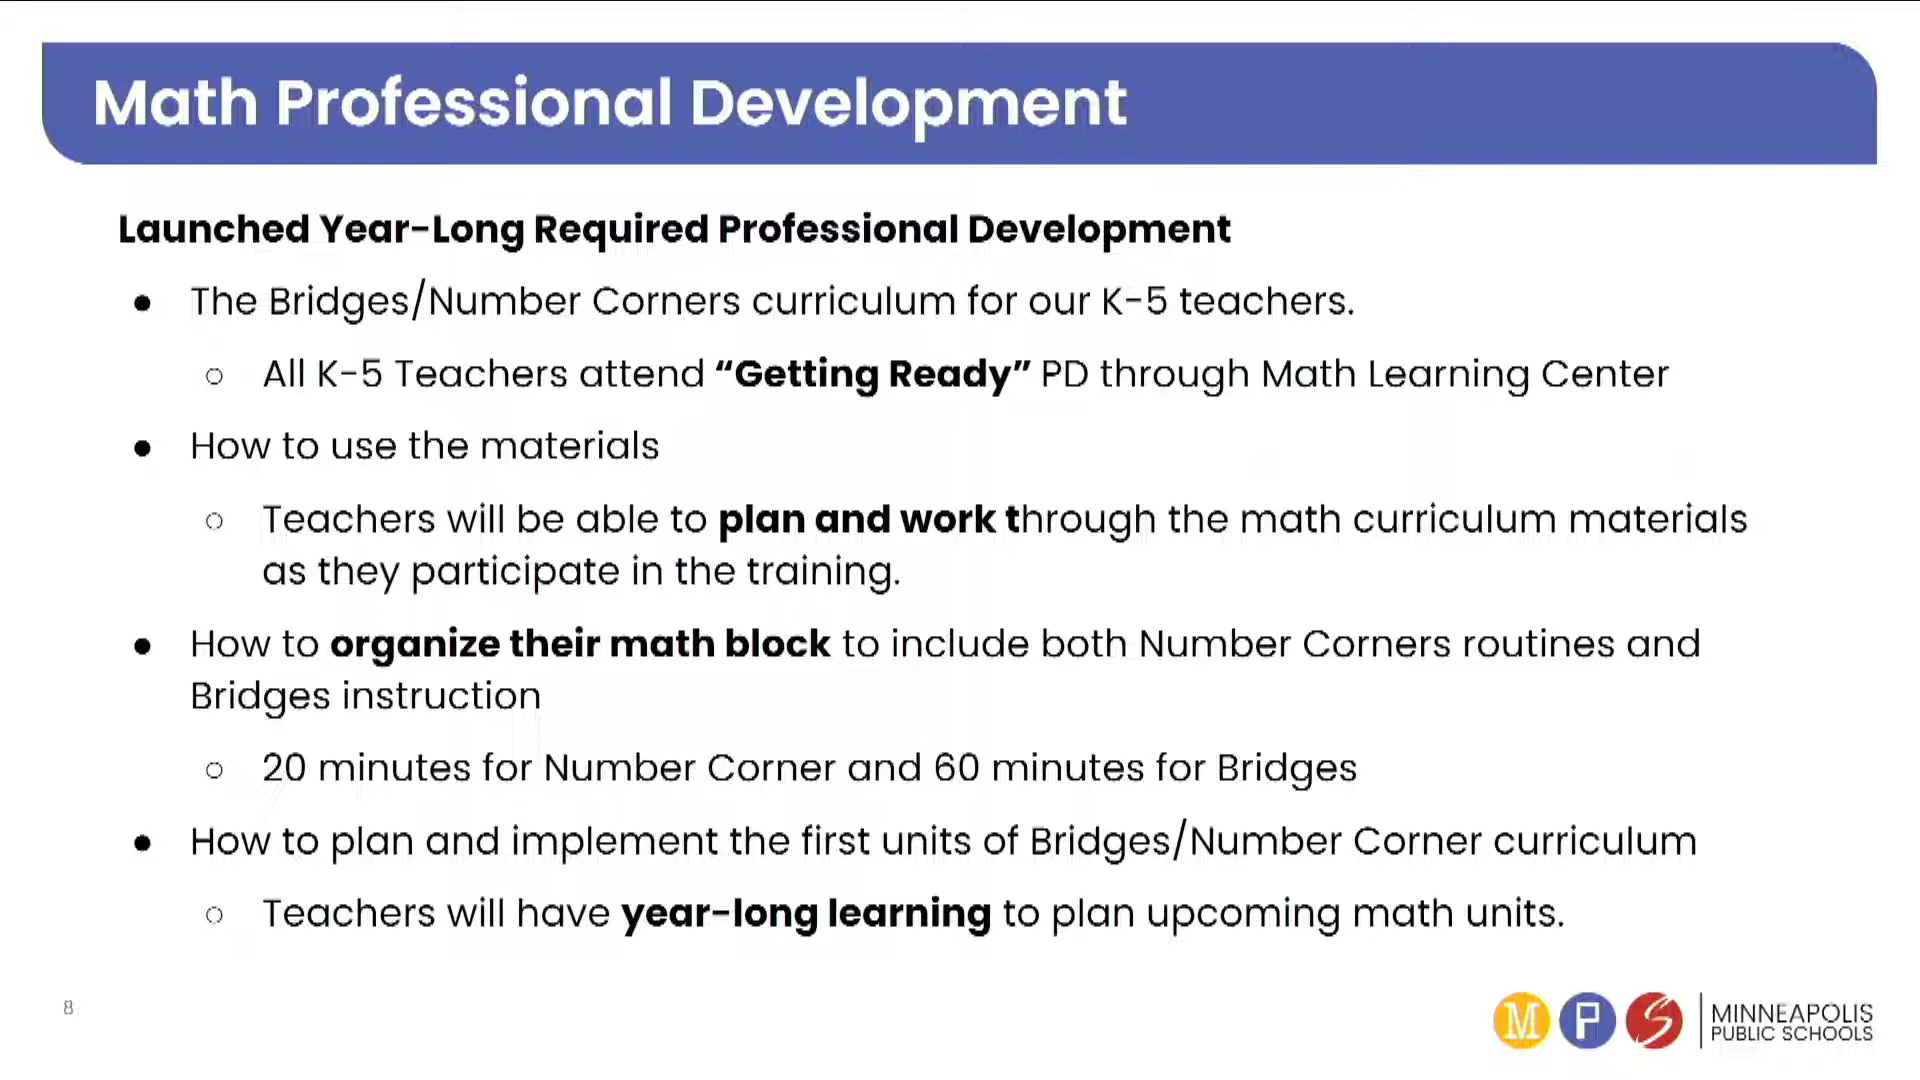 Math Professional Development
Launched Year-Long Required Professional Development
● The Bridges/Number Corners curriculum for our K-5 teachers.
○ All K-5 Teachers attend “Getting Ready” PD through Math Learning Center
● How to use the materials
○ Teachers will be able to plan and work through the math curriculum materials
as they participate in the training.
● How to organize their math block to include both Number Corners routines and
Bridges instruction
○ 20 minutes for Number Corner and 60 minutes for Bridges
● How to plan and implement the first units of Bridges/Number Corner curriculum
○ Teachers will have year-long learning to plan upcoming math units.
8
M P S
MINNEAPOLIS
PUBLIC SCHOOLS